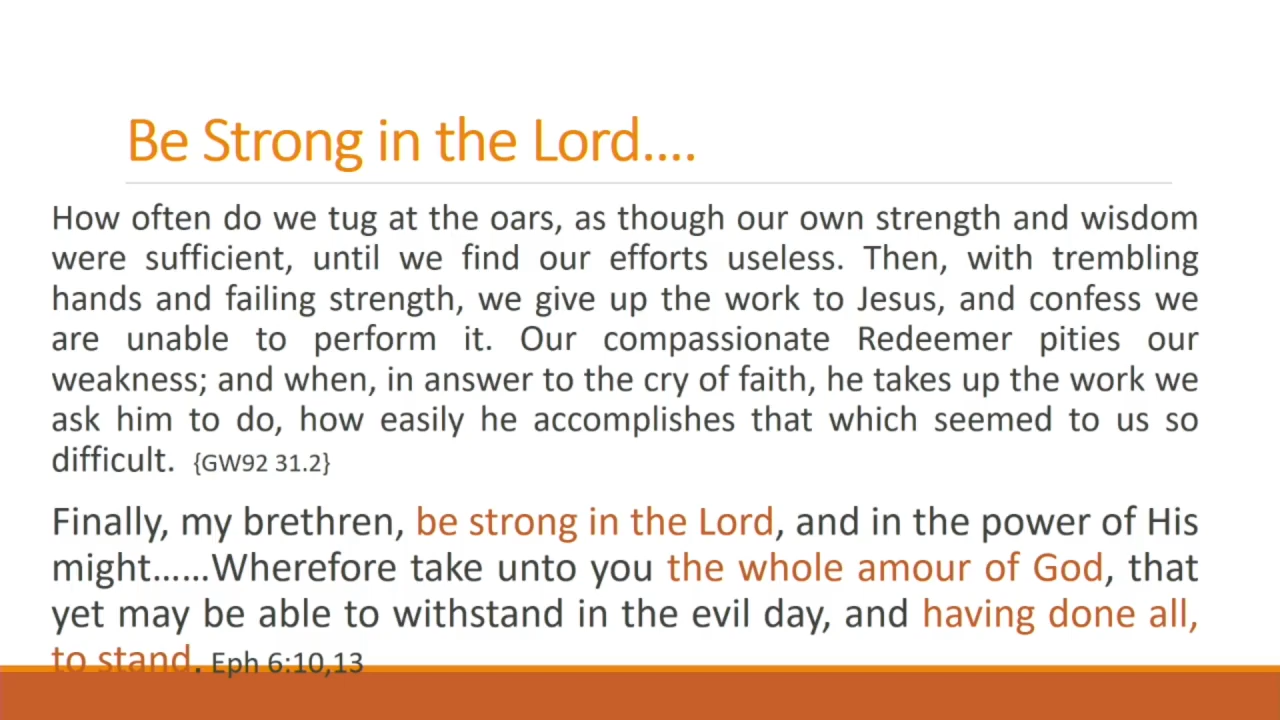 Be Strong in the Lord....
How often do we tug at the oars, as though our own strength and wisdom
were sufficient, until we find our efforts useless. Then, with trembling
hands and failing strength, we give up the work to Jesus, and confess we
are unable to perform it. Our compassionate Redeemer pities our
weakness; and when, in answer to the cry of faith, he takes up the work we
ask him to do, how easily he accomplishes that which seemed to us so
difficult. {GW92 31.2}
Finally, my brethren, be strong in the Lord, and in the power of His
might……Wherefore take unto you the whole amour of God, that
yet may be able to withstand in the evil day, and having done all,
to stand. Eph 6:10,13